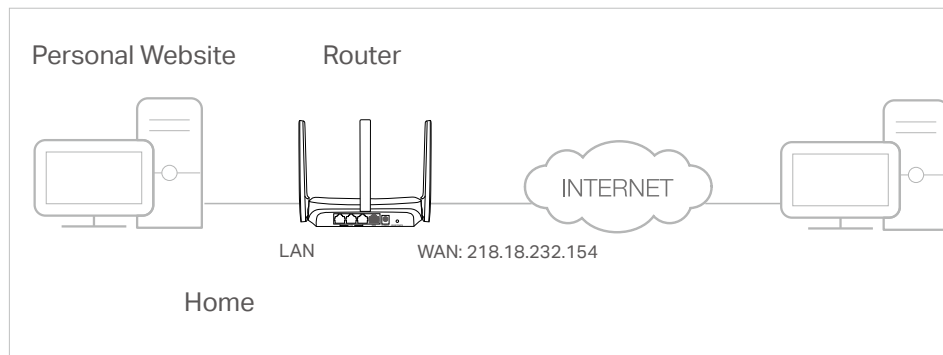 Personal Website
Router
INTERNET
LAN
WAN: 218.18.232.154
Home